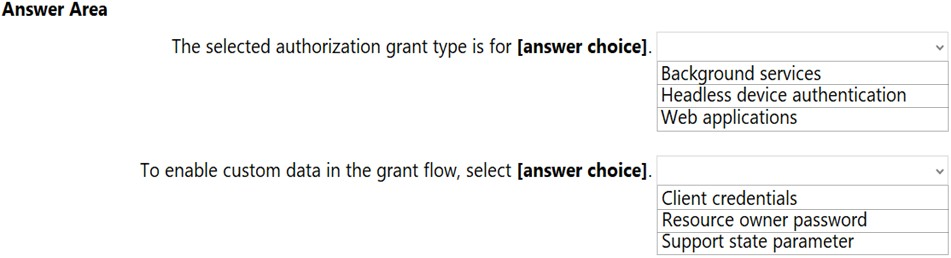 Answer Area
The selected authorization grant type is for [answer choice].
Background services
Headless device authentication
Web applications
To enable custom data in the grant flow, select [answer choice].
Client credentials
Resource owner password
Support state parameter